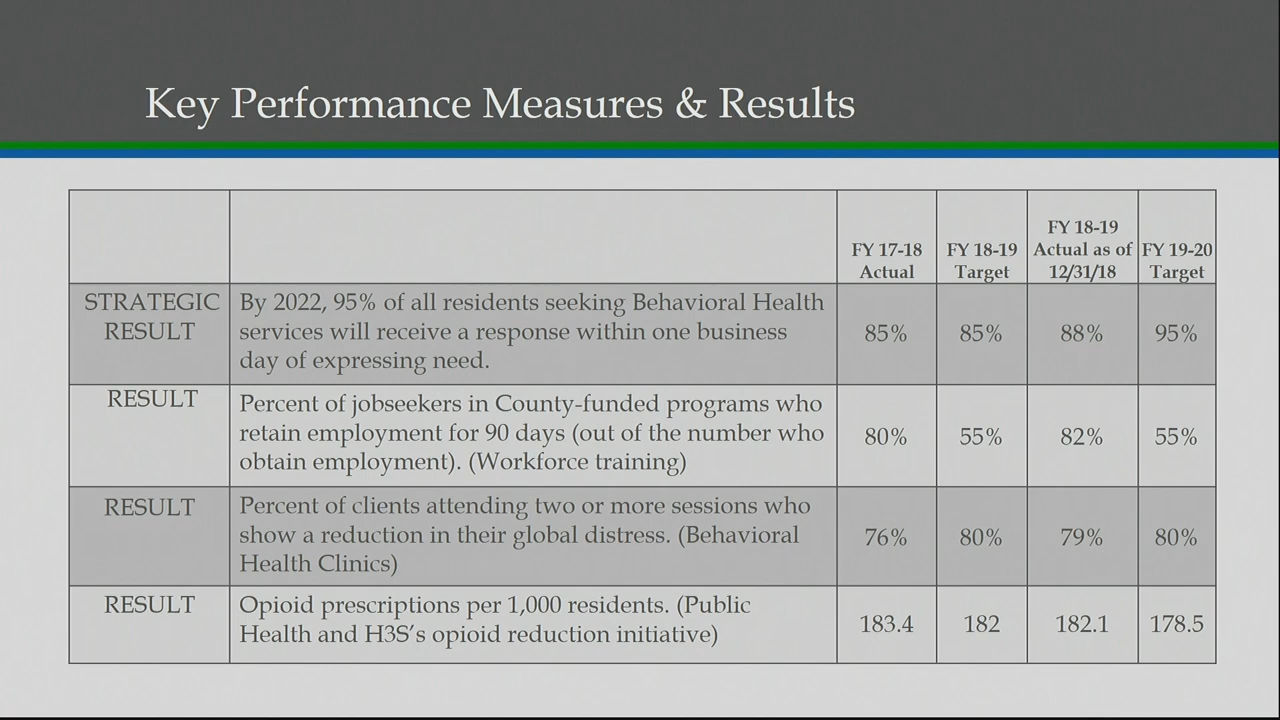 Key Performance Measures & Results
FY 17-18
Actual
FY 18-19
Target
FY 18-19
Actual as of
12/31/18
FY 19-20
Target
STRATEGIC
RESULT
By 2022, 95% of all residents seeking Behavioral Health
services will receive a response within one business
day of expressing need.
85%
85%
88%
95%
RESULT
Percent of jobseekers in County-funded programs who
retain employment for 90 days (out of the number who
obtain employment). (Workforce training)
80%
55%
82%
55%
RESULT
Percent of clients attending two or more sessions who
show a reduction in their global distress. (Behavioral
Health Clinics)
76%
80%
79%
80%
RESULT
Opioid prescriptions per 1,000 residents. (Public
Health and H3S’s opioid reduction initiative)
183.4
182
182.1
178.5